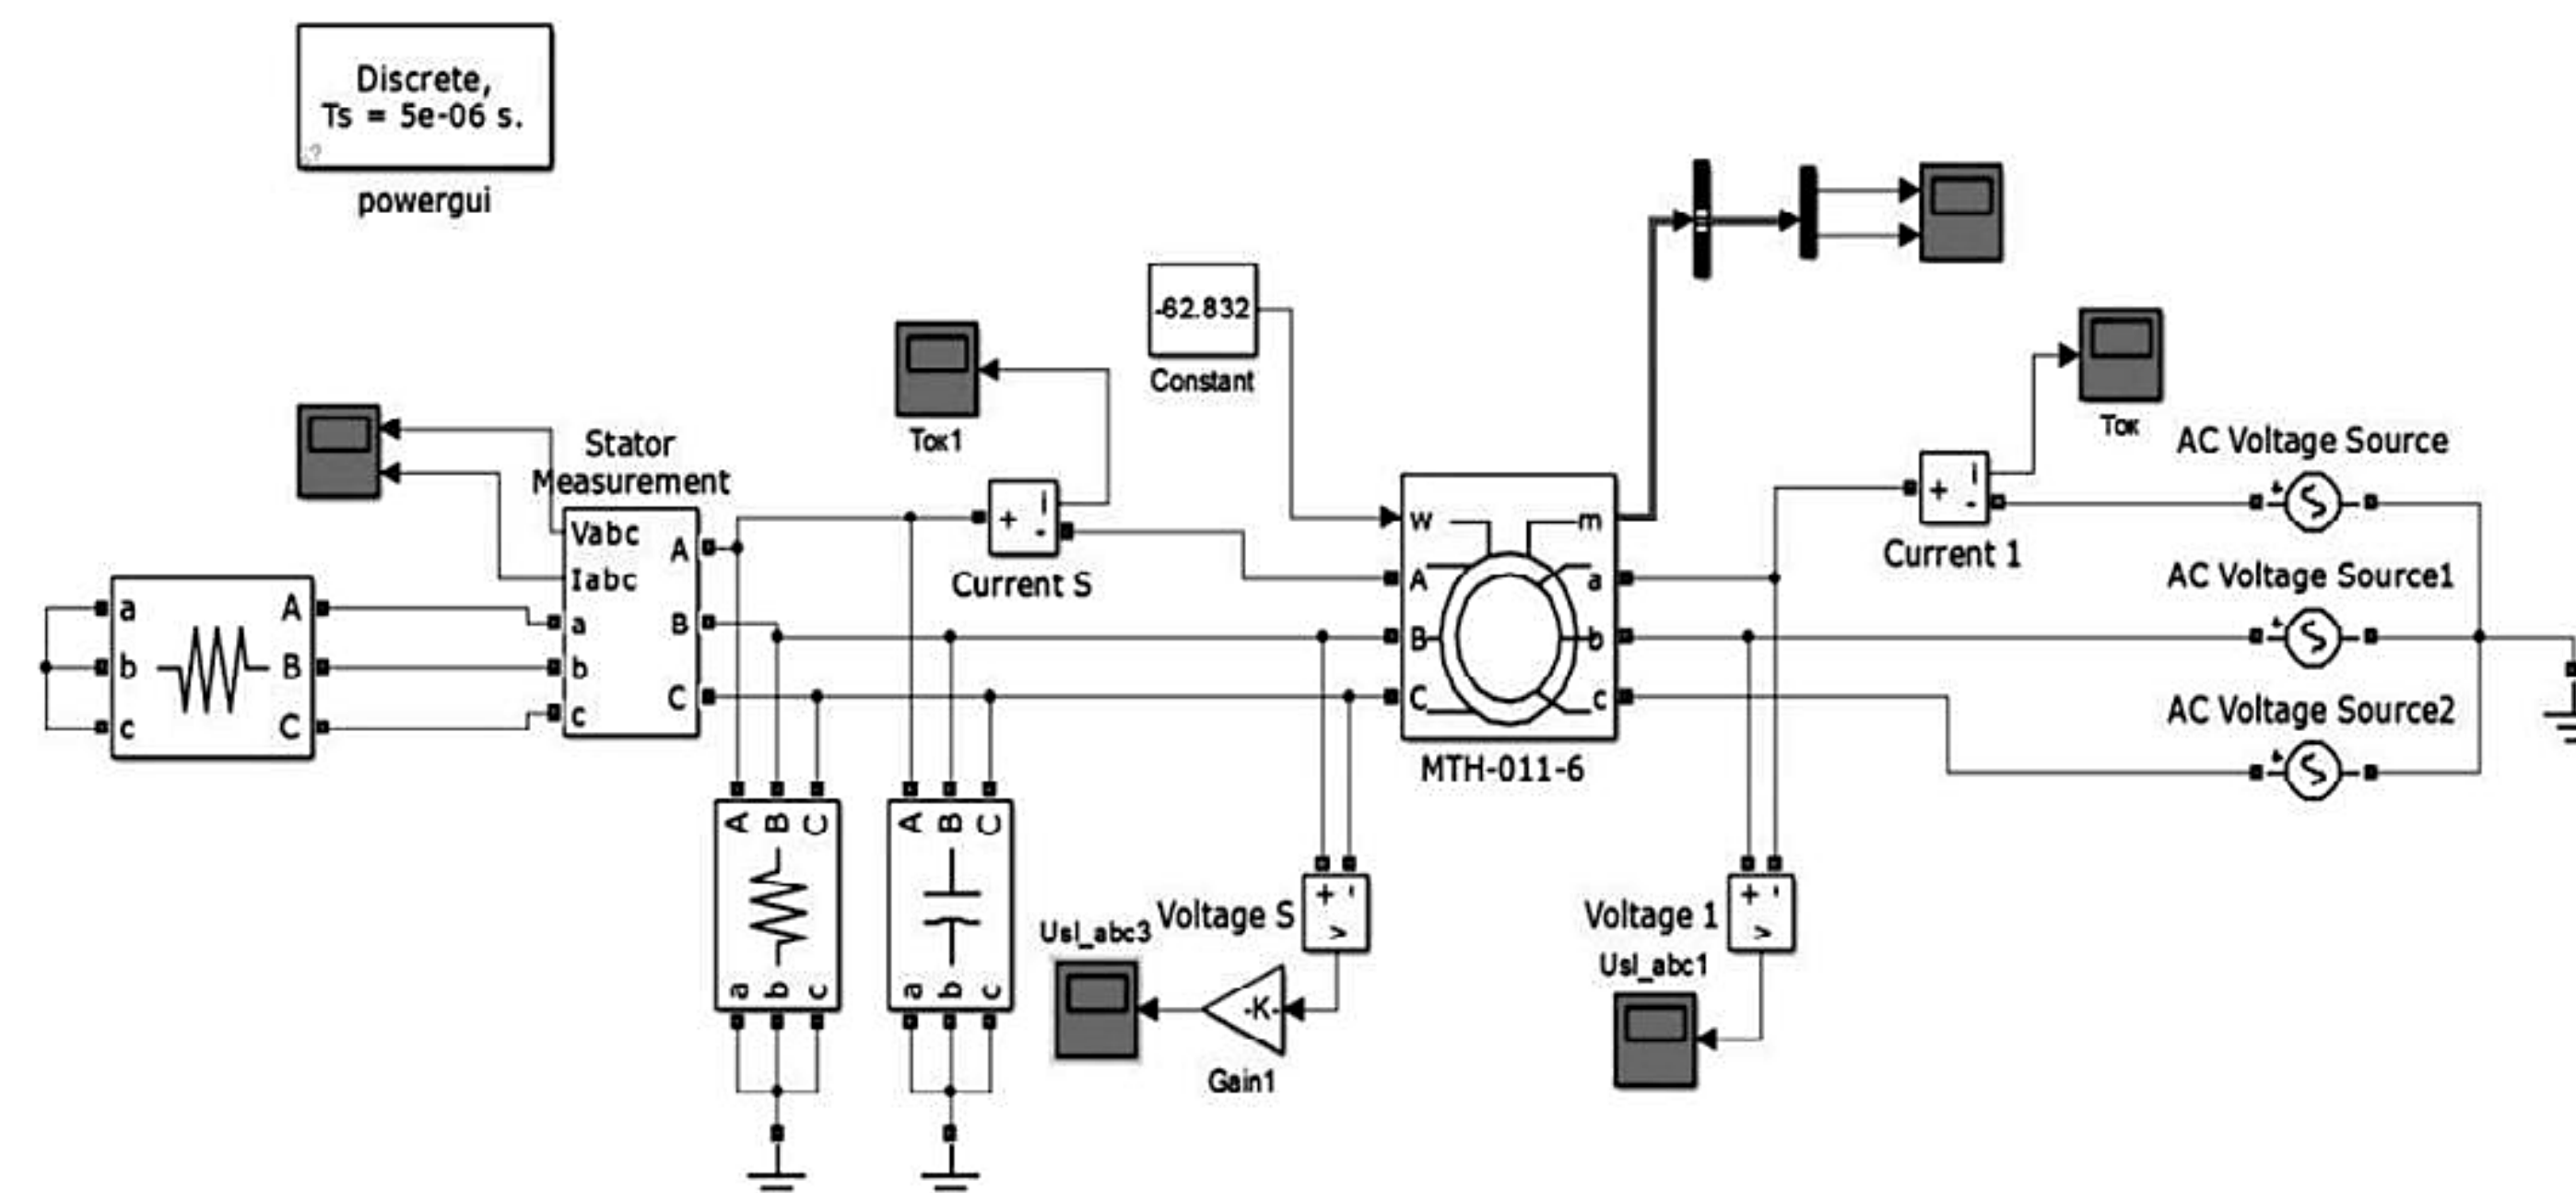 Discrete,
Ts = 5e-06 s.
?
powergui
-62.832
Constant
Ток1
Ток
Stator
Measurement
Vabc
Iabc
A
B
C
a
b
c
a
b
c
A
B
C
+
i
-
Current S
w
m
A
a
B
b
C
c
MTH-011-6
+
i
-
Current 1
AC Voltage Source
AC Voltage Source1
AC Voltage Source2
A B C
a b c
A B C
a b c
+ -
v
Voltage S
Usl_abc3
-K-
Gain1
+ -
v
Voltage 1
Usl_abc1